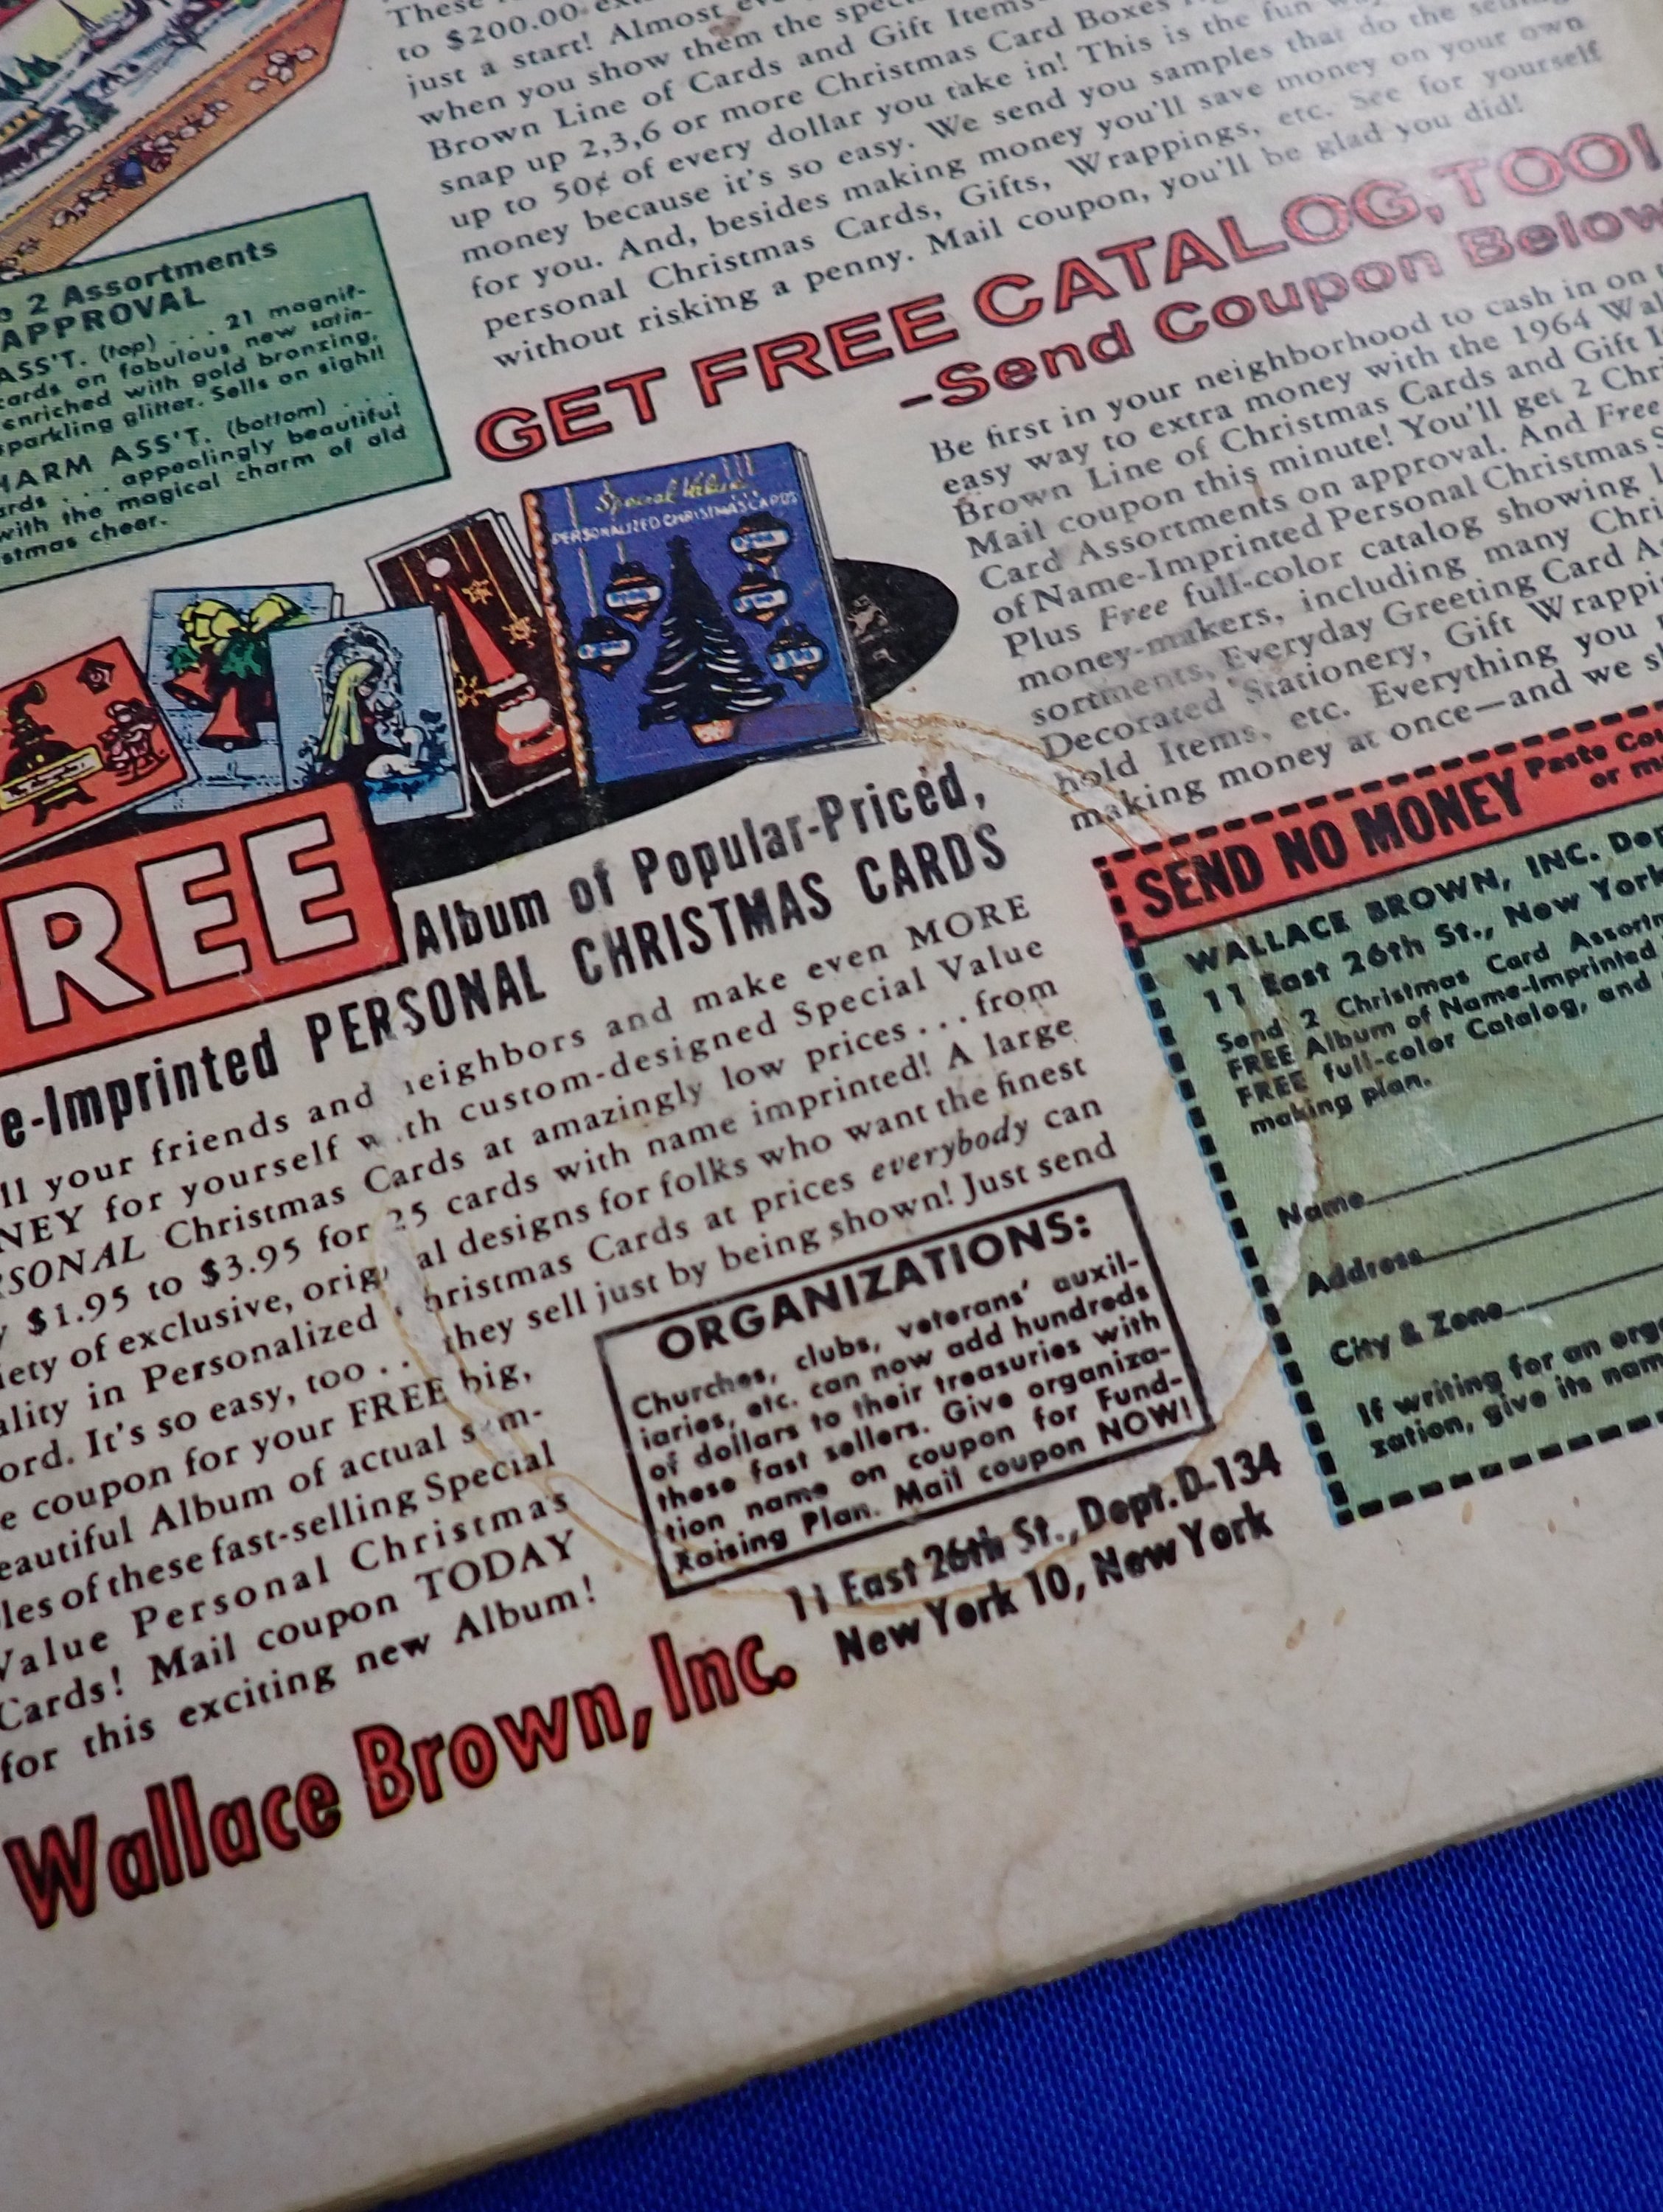 to $200.00
just a start! Almost
when you show them the
Brown Line of Cards and Gift Items
snap up 2,3,6 or more Christmas Card Boxes
up to 50¢ of every dollar you take in! This is the fun
money because it's so easy. We send you samples that do the
for you. And, besides making money you'll save money on your own
personal Christmas Cards, Gifts, Wrappings, etc. See for yourself
without risking a penny. Mail coupon, you'll be glad you did!
2 Assortments
APPROVAL
ASS'T. (top) . . . 21 magnif-
cards on fabulous new satin-
enriched with gold bronzing,
sparkling glitter. Sells on sight!
HARM ASS'T. (bottom) . . .
ards . . . appealingly beautiful
with the magical charm of old
stmas cheer.
GET FREE CATALOG, TOO!
-Send Coupon Below
Be first in your neighborhood to cash in on
easy way to extra money with the 1964 Wal
Brown Line of Christmas Cards and Gift
Mail coupon this minute! You'll get 2 Chri
Card Assortments on approval. And Free
of Name-Imprinted Personal Christmas
Plus Free full-color catalog showing
money-makers, including many Chri
sortments, Everyday Greeting Card As
Decorated Stationery, Gift Wrappi
hold Items, etc. Everything you
making money at once—and we
Special Value
PERSONALIZED CHRISTMAS CARDS
FREE
Album of Popular-Priced,
e-Imprinted PERSONAL CHRISTMAS CARDS
ll your friends and neighbors and make even MORE
NEY for yourself with custom-designed Special Value
RSONAL Christmas Cards at amazingly low prices . . . from
y $1.95 to $3.95 for 25 cards with name imprinted! A large
iety of exclusive, orig al designs for folks who want the finest
ality in Personalized hristmas Cards at prices everybody can
ord. It's so easy, too . . they sell just by being shown! Just send
e coupon for your FREE big,
eautiful Album of actual s m-
les of these fast-selling Special
Value Personal Christmas
Cards! Mail coupon TODAY
for this exciting new Album!
ORGANIZATIONS:
Churches, clubs, veterans' auxil-
iaries, etc. can now add hundreds
of dollars to their treasuries with
these fast sellers. Give organiza-
tion name on coupon for Fund-
Raising Plan. Mail coupon NOW!
Wallace Brown, Inc.
11 East 26th St., Dept. D-134
New York 10, New York
SEND NO MONEY
Paste Cou
or m
WALLACE BROWN, INC. Dep
11 East 26th St., New York
Send 2 Christmas Card Assortm
FREE Album of Name-Imprinted
FREE full-color Catalog, and
making plan.
Name
Address
City & Zone
If writing for an orga
zation, give its nam